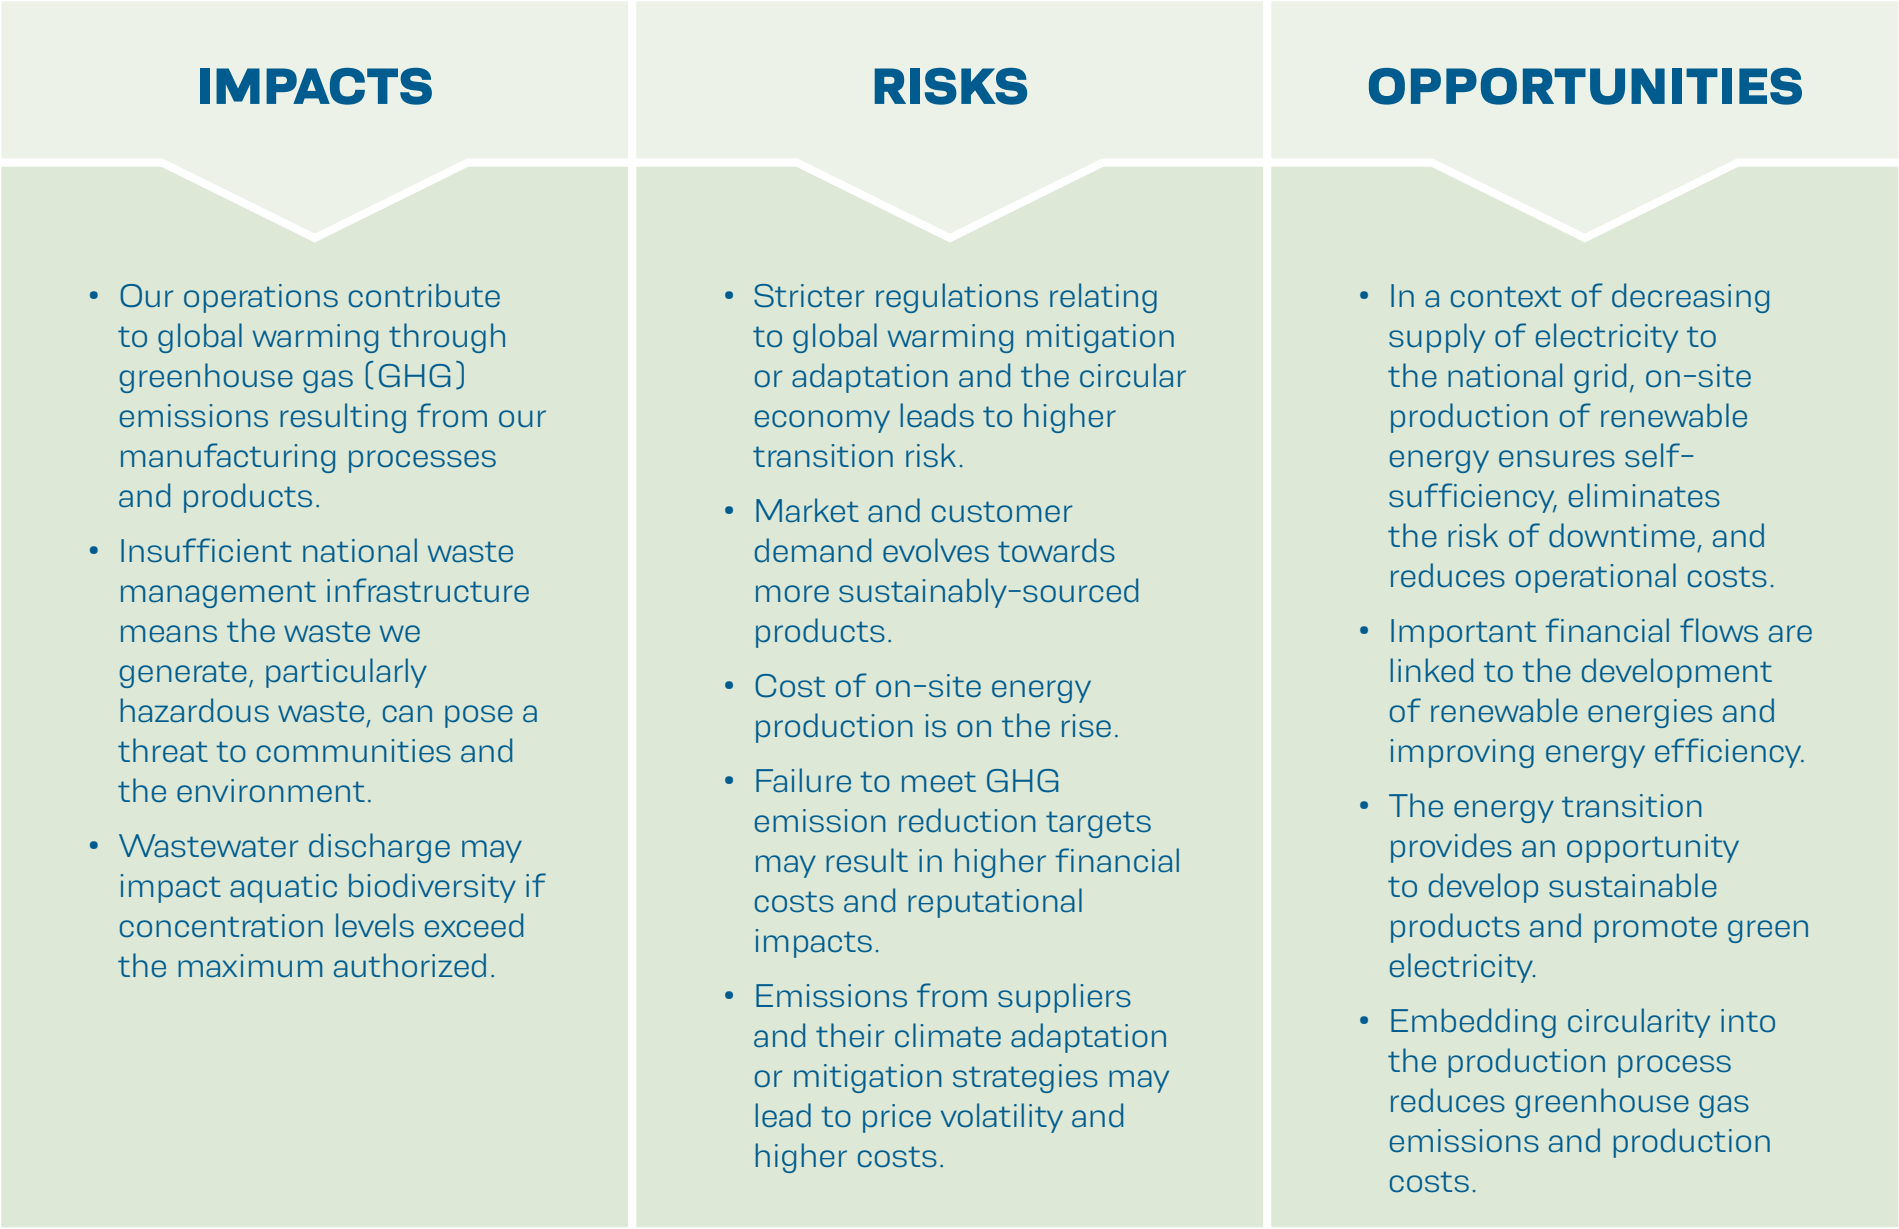 IMPACTS
• Our operations contribute
to global warming through
greenhouse gas (GHG)
emissions resulting from our
manufacturing processes
and products.
• Insufficient national waste
management infrastructure
means the waste we
generate, particularly
hazardous waste, can pose a
threat to communities and
the environment.
• Wastewater discharge may
impact aquatic biodiversity if
concentration levels exceed
the maximum authorized.
RISKS
• Stricter regulations relating
to global warming mitigation
or adaptation and the circular
economy leads to higher
transition risk.
• Market and customer
demand evolves towards
more sustainably-sourced
products.
• Cost of on-site energy
production is on the rise.
• Failure to meet GHG
emission reduction targets
may result in higher financial
costs and reputational
impacts.
• Emissions from suppliers
and their climate adaptation
or mitigation strategies may
lead to price volatility and
higher costs.
OPPORTUNITIES
• In a context of decreasing
supply of electricity to
the national grid, on-site
production of renewable
energy ensures self-
sufficiency, eliminates
the risk of downtime, and
reduces operational costs.
• Important financial flows are
linked to the development
of renewable energies and
improving energy efficiency.
• The energy transition
provides an opportunity
to develop sustainable
products and promote green
electricity.
• Embedding circularity into
the production process
reduces greenhouse gas
emissions and production
costs.